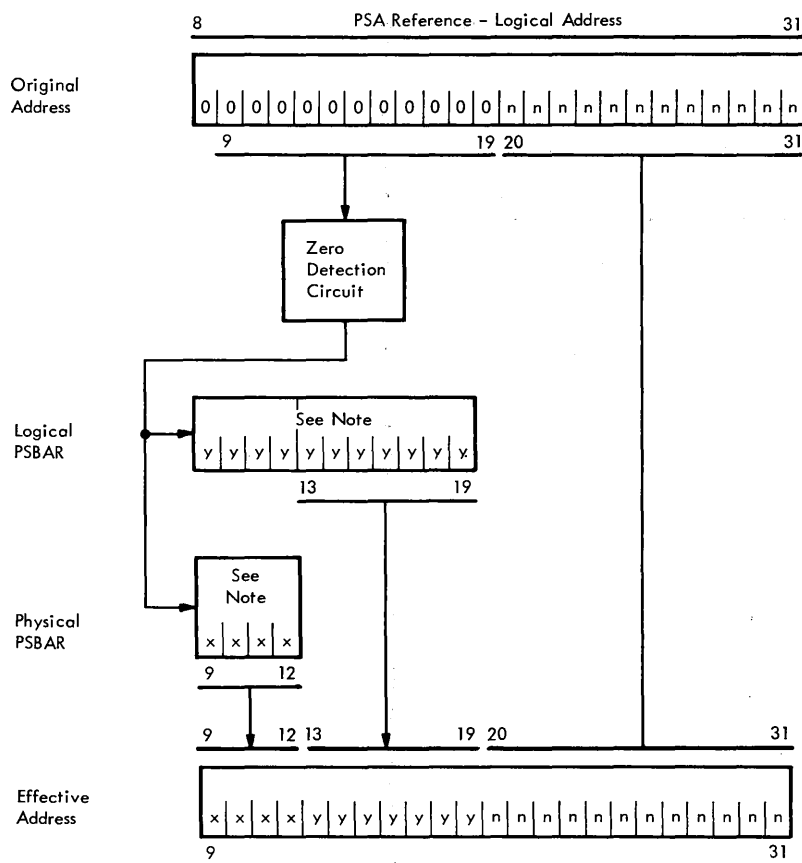 8 PSA Reference – Logical Address 31
Original
Address
0 0 0 0 0 0 0 0 0 0 0 0 n n n n n n n n n n n n
9 19 20 31
Zero
Detection
Circuit
Logical
PSBAR
See Note
y y y y y y y y y y y
13 19
Physical
PSBAR
See
Note
x x x x
9 12
9 12 13 19 20 31
Effective
Address
x x x x y y y y y y y n n n n n n n n n n n n
9 31